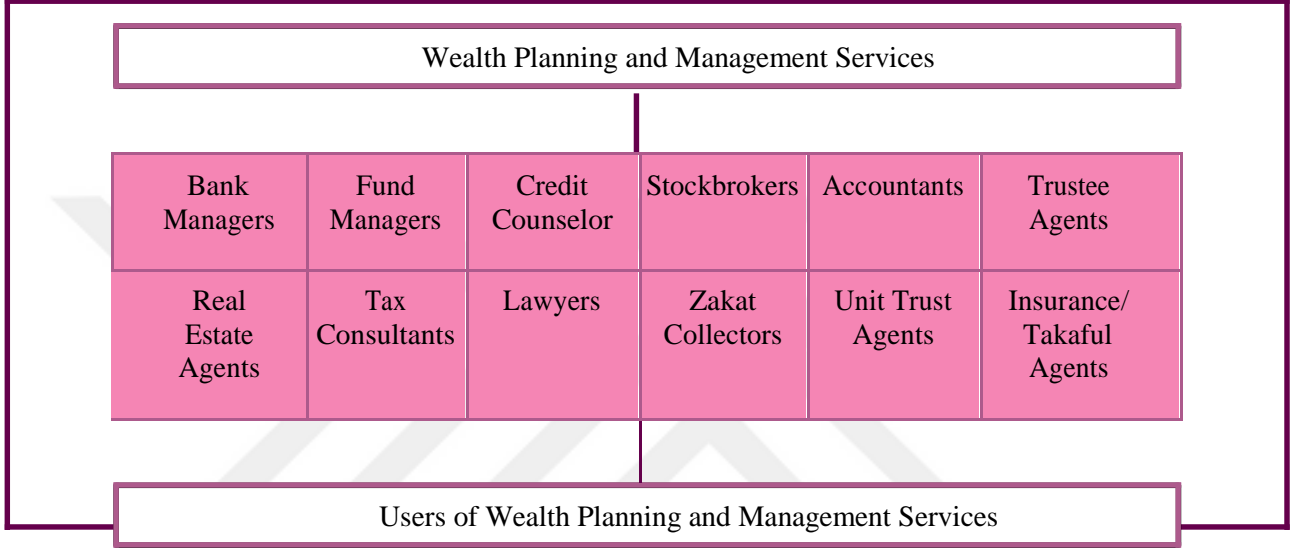 Wealth Planning and Management Services
Bank
Managers
Fund
Managers
Credit
Counselor
Stockbrokers
Accountants
Trustee
Agents
Real
Estate
Agents
Tax
Consultants
Lawyers
Zakat
Collectors
Unit Trust
Agents
Insurance/
Takaful
Agents
Users of Wealth Planning and Management Services